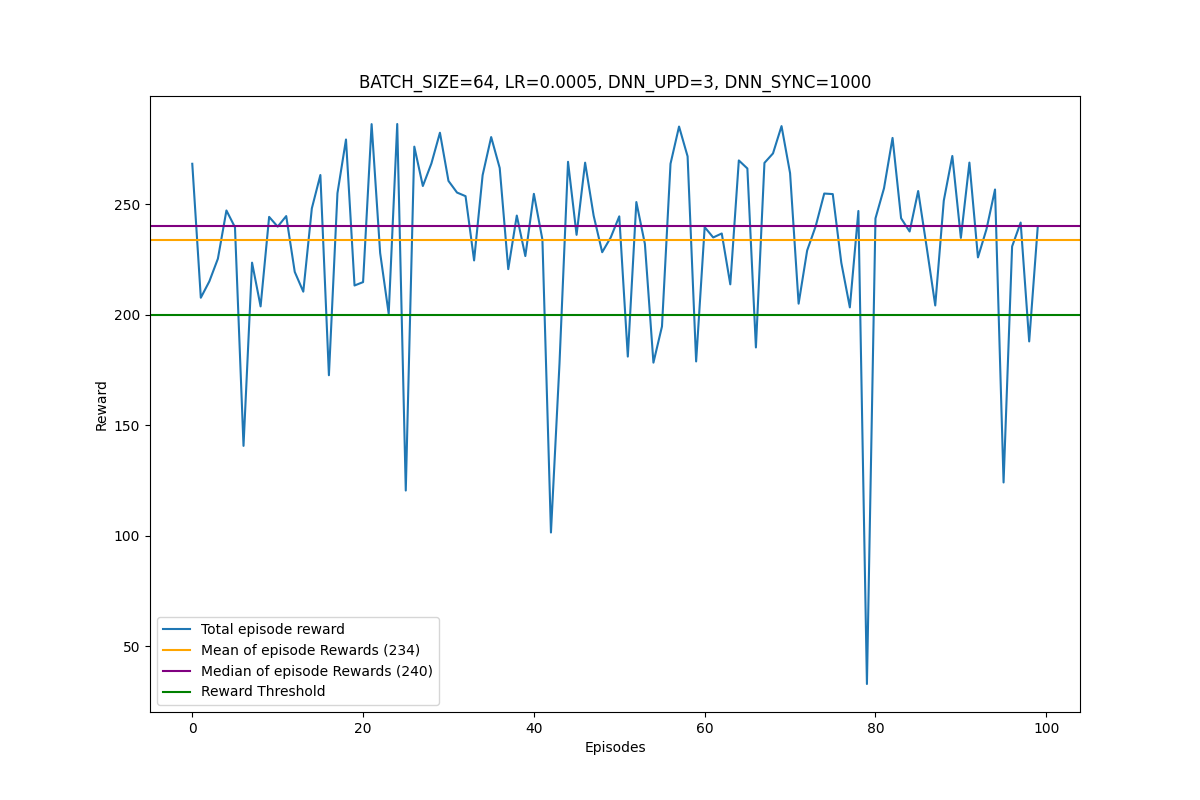 BATCH_SIZE=64, LR=0.0005, DNN_UPD=3, DNN_SYNC=1000
250
200
150
100
50
Reward
Total episode reward
Mean of episode Rewards (234)
Median of episode Rewards (240)
Reward Threshold
0 20 40 60 80 100
Episodes